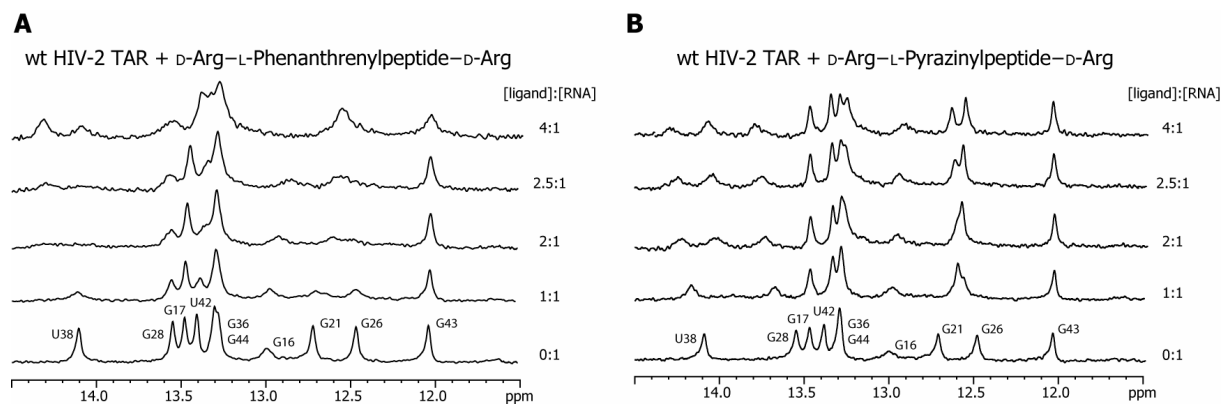 A
wt HIV-2 TAR + D-Arg–L-Phenanthrenylpeptide–D-Arg
[ligand]:[RNA]
4:1
2.5:1
2:1
1:1
U38
G28
G17
U42
G36
G44
G16
G21
G26
G43
0:1
14.0
13.5
13.0
12.5
12.0
ppm
B
wt HIV-2 TAR + D-Arg–L-Pyrazinylpeptide–D-Arg
[ligand]:[RNA]
4:1
2.5:1
2:1
1:1
U38
G28
G17
U42
G36
G44
G16
G21
G26
G43
0:1
14.0
13.5
13.0
12.5
12.0
ppm